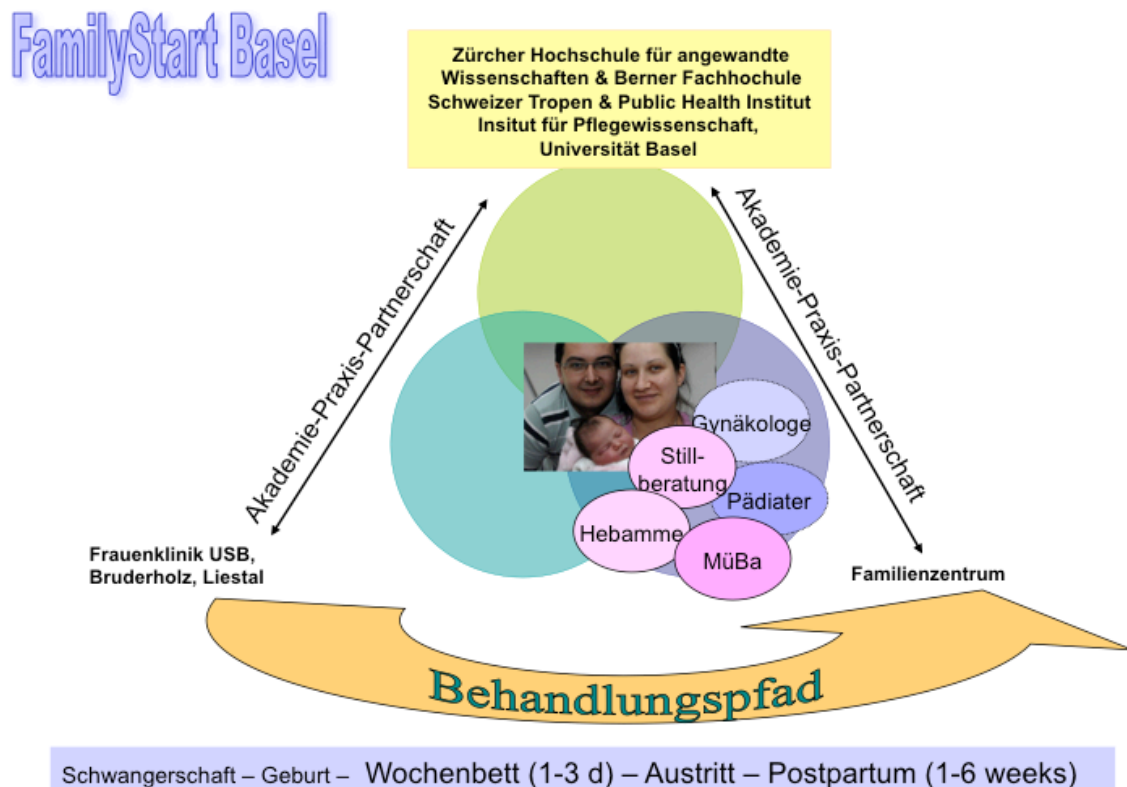 FamilyStart Basel
Zürcher Hochschule für angewandte
Wissenschaften & Berner Fachhochule
Schweizer Tropen & Public Health Institut
Insitut für Pflegewissenschaft,
Universität Basel
Akademie-Praxis-Partnerschaft
Akademie-Praxis-Partnerschaft
Gynäkologe
Still-
beratung
Pädiater
Hebamme
MüBa
Frauenklinik USB,
Bruderholz, Liestal
Familienzentrum
Behandlungspfad
Schwangerschaft – Geburt – Wochenbett (1-3 d) – Austritt – Postpartum (1-6 weeks)